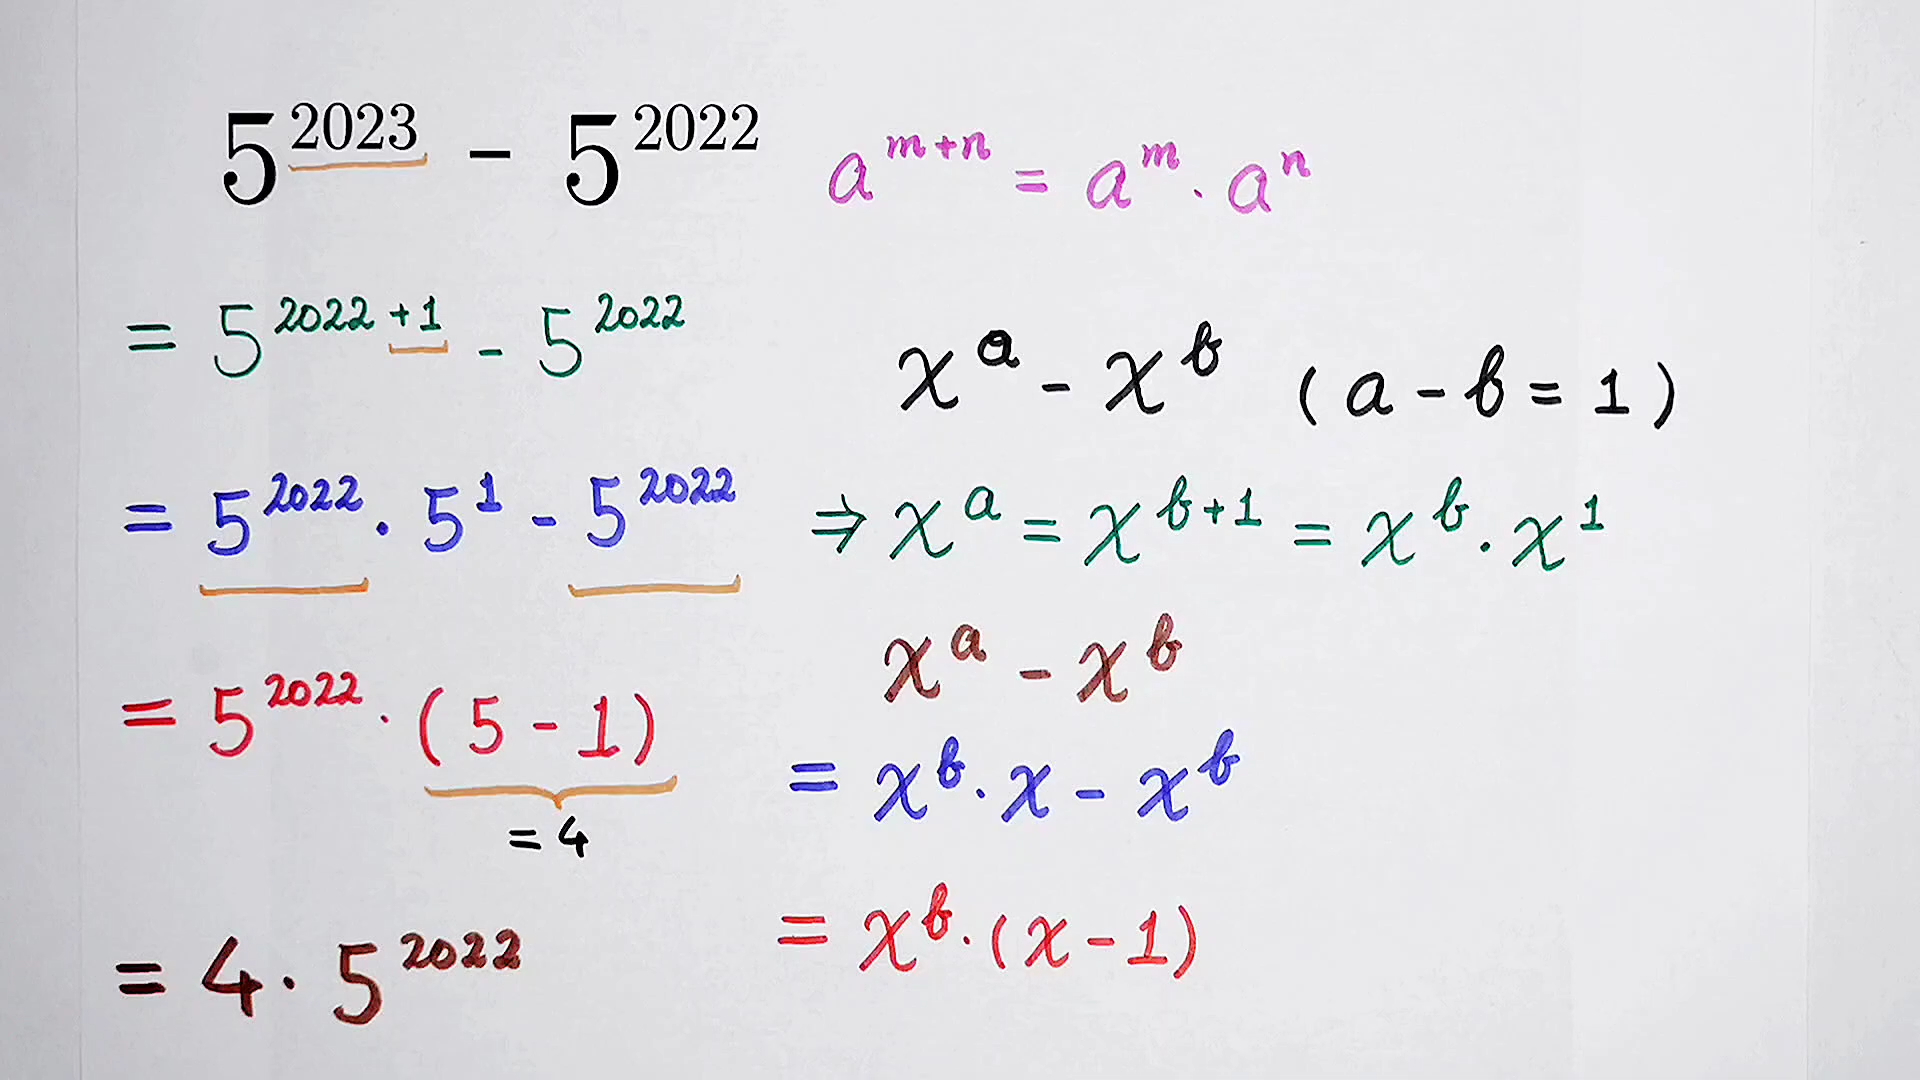 5^2023 - 5^2022
= 5^2022+1 - 5^2022
= 5^2022 · 5^1 - 5^2022
= 5^2022 · (5 - 1)
= 4
= 4 · 5^2022
a^m+n = a^m · a^n
x^a - x^b (a - b = 1)
⇒ x^a = x^b+1 = x^b · x^1
x^a - x^b
= x^b · x - x^b
= x^b · (x - 1)